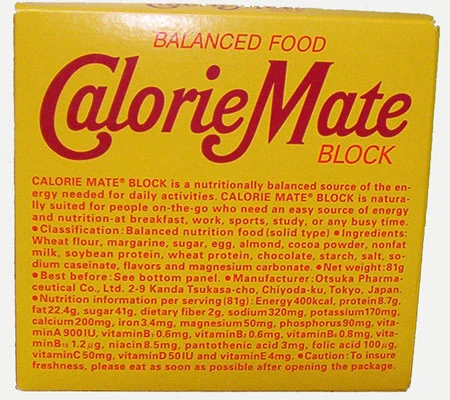 BALANCED FOOD
CalorieMate
BLOCK
CALORIE MATE® BLOCK is a nutritionally balanced source of the en-
ergy needed for daily activities. CALORIE MATE® BLOCK is natura-
lly suited for people on-the-go who need an easy source of energy
and nutrition-at breakfast, work, sports, study, or any busy time.
●Classification: Balanced nutrition food (solid type) ●Ingredients:
Wheat flour, margarine, sugar, egg, almond, cocoa powder, nonfat
milk, soybean protein, wheat protein, chocolate, starch, salt, so-
dium caseinate, flavors and magnesium carbonate. ●Net weight: 81g
●Best before: See bottom panel. ●Manufacturer: Otsuka Pharma-
ceutical Co., Ltd. 2-9 Kanda Tsukasa-cho, Chiyoda-ku, Tokyo, Japan.
●Nutrition information per serving (81g): Energy 400kcal, protein 8.7g,
fat 22.4g, sugar 41g, dietary fiber 2g, sodium 320mg, potassium 170mg,
calcium 200mg, iron 3.4mg, magnesium 50mg, phosphorus 90mg, vita-
min A 900IU, vitamin B₁ 0.6mg, vitamin B₂ 0.6mg, vitamin B₆ 0.8mg, vita-
min B₁₂ 1.2μg, niacin 8.5mg, pantothenic acid 3mg, folic acid 100μg,
vitamin C 50mg, vitamin D 50IU and vitamin E 4mg. ●Caution: To insure
freshness, please eat as soon as possible after opening the package.